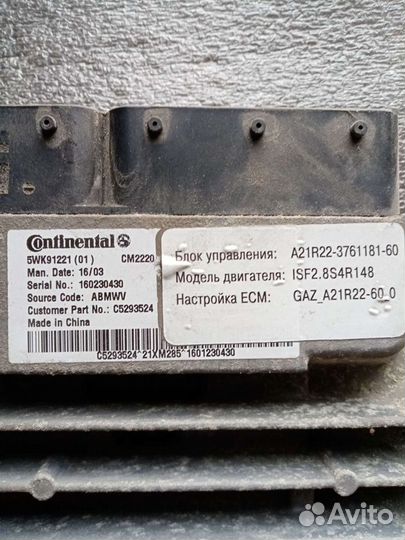 Continental
5WK91221 (01)
CM2220
Man. Date: 16/03
Serial No.: 160230430
Source Code: ABMWV
Customer Part No.: C5293524
Made in China
C5293524^21XM285^1601230430
Блок управления: A21R22-3761181-60
Модель двигателя: ISF2.8S4R148
Настройка ECM: GAZ_A21R22-60_0
Avito